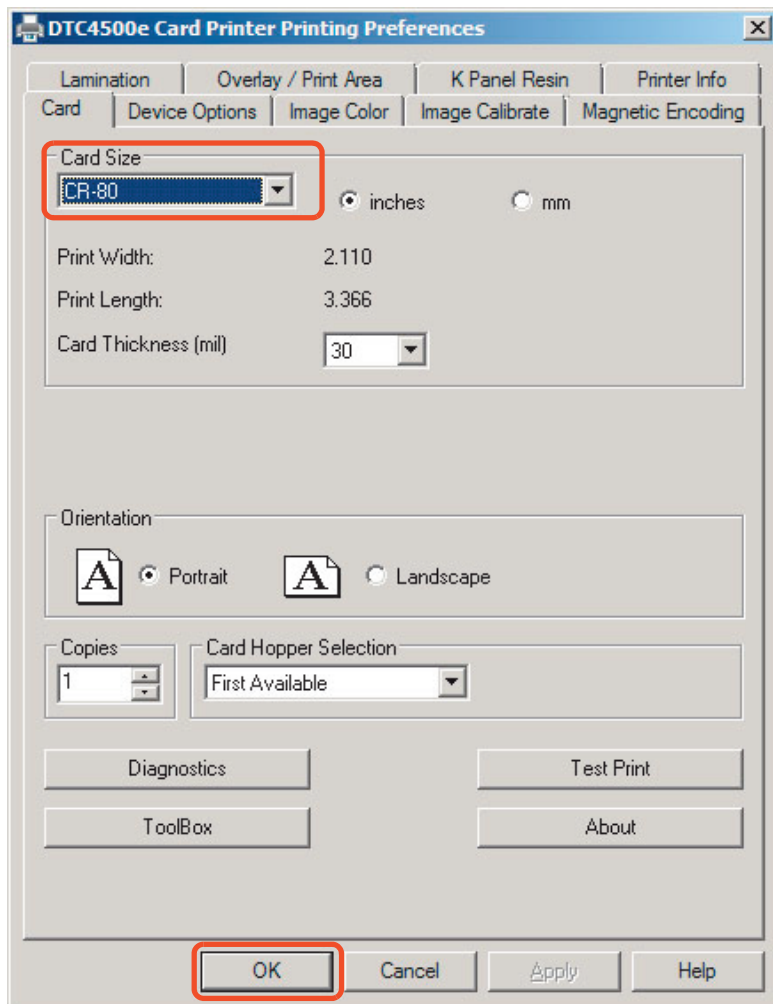 DTC4500e Card Printer Printing Preferences
Lamination Overlay / Print Area K Panel Resin Printer Info
Card Device Options Image Color Image Calibrate Magnetic Encoding
Card Size
CR-80 inches mm
Print Width: 2.110
Print Length: 3.366
Card Thickness (mil) 30
Orientation
A Portrait A Landscape
Copies Card Hopper Selection
1 First Available
Diagnostics Test Print
ToolBox About
OK Cancel Apply Help